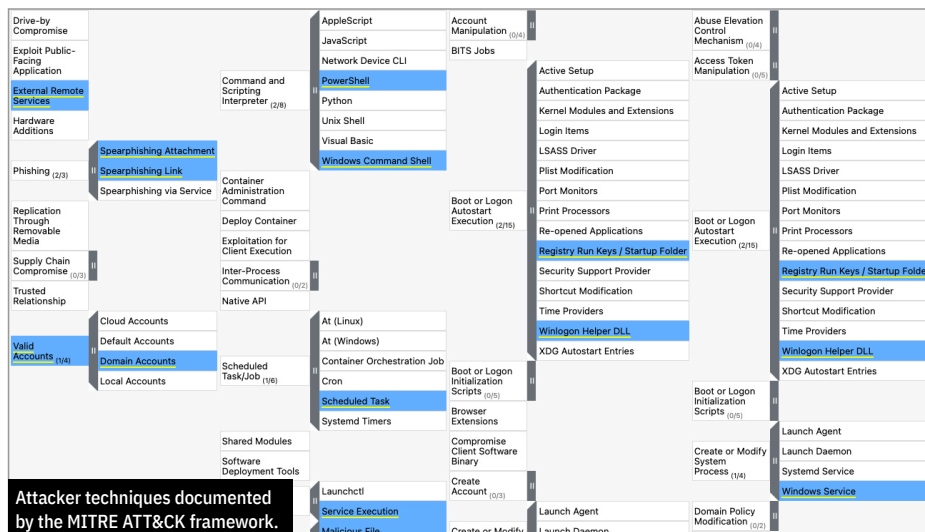 Drive-by
Compromise
Exploit Public-
Facing
Application
External Remote
Services
Hardware
Additions
Phishing (2/3)
Spearphishing Attachment
Spearphishing Link
Spearphishing via Service
Replication
Through
Removable
Media
Supply Chain
Compromise (0/3)
Trusted
Relationship
Valid
Accounts (1/4)
Cloud Accounts
Default Accounts
Domain Accounts
Local Accounts
Command and
Scripting
Interpreter (2/8)
AppleScript
JavaScript
Network Device CLI
PowerShell
Python
Unix Shell
Visual Basic
Windows Command Shell
Container
Administration
Command
Deploy Container
Exploitation for
Client Execution
Inter-Process
Communication (0/2)
Native API
Scheduled
Task/Job (1/6)
At (Linux)
At (Windows)
Container Orchestration Job
Cron
Scheduled Task
Systemd Timers
Shared Modules
Software
Deployment Tools
Launchctl
Service Execution
Malicious File
Account
Manipulation (0/4)
BITS Jobs
Boot or Logon
Autostart
Execution (2/15)
Active Setup
Authentication Package
Kernel Modules and Extensions
Login Items
LSASS Driver
Plist Modification
Port Monitors
Print Processors
Re-opened Applications
Registry Run Keys / Startup Folder
Security Support Provider
Shortcut Modification
Time Providers
Winlogon Helper DLL
XDG Autostart Entries
Boot or Logon
Initialization
Scripts (0/5)
Browser
Extensions
Compromise
Client Software
Binary
Create
Account (0/3)
Create or Modify
Launch Agent
Launch Daemon
Abuse Elevation
Control
Mechanism (0/4)
Access Token
Manipulation (0/5)
Boot or Logon
Autostart
Execution (2/15)
Active Setup
Authentication Package
Kernel Modules and Extensions
Login Items
LSASS Driver
Plist Modification
Port Monitors
Print Processors
Re-opened Applications
Registry Run Keys / Startup Folde
Security Support Provider
Shortcut Modification
Time Providers
Winlogon Helper DLL
XDG Autostart Entries
Boot or Logon
Initialization
Scripts (0/5)
Create or Modify
System
Process (1/4)
Launch Agent
Launch Daemon
Systemd Service
Windows Service
Domain Policy
Modification (0/2)
Attacker techniques documented
by the MITRE ATT&CK framework.